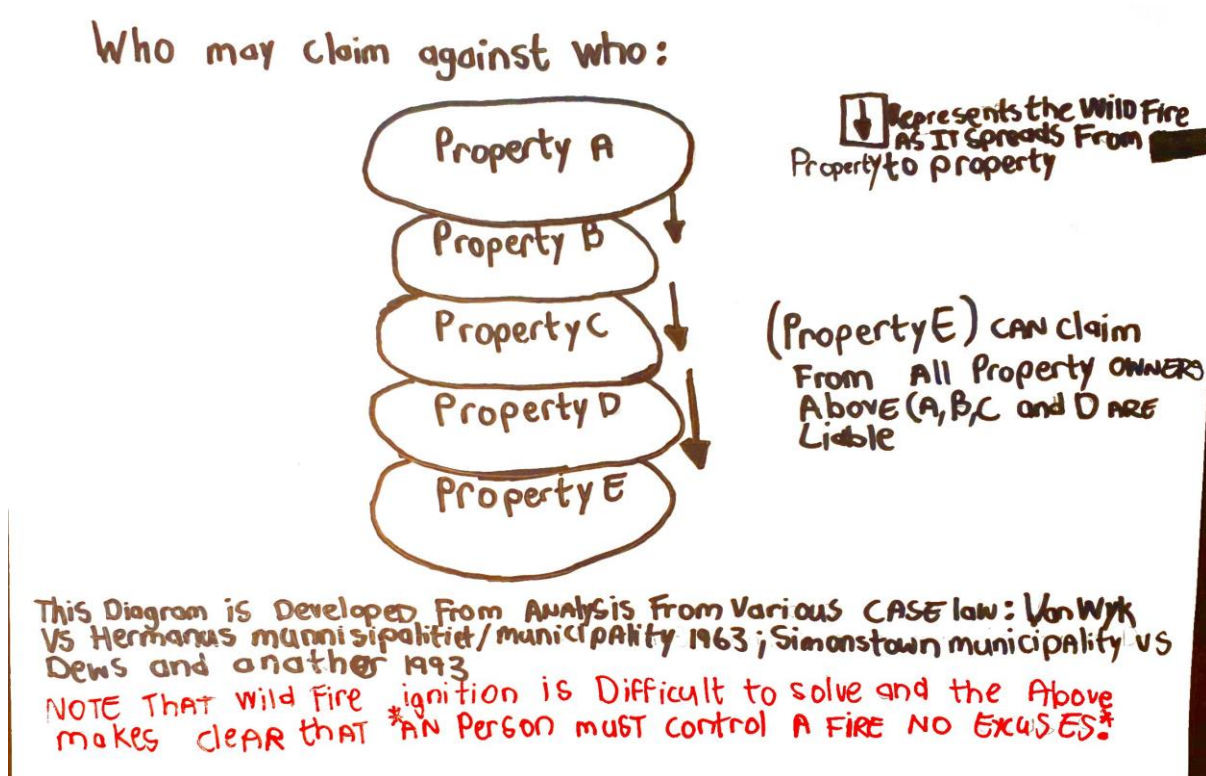 Who may claim against who:
Property A
Represents the Wild Fire
As IT Spreads From
Property to property
Property B
Property C
(Property E) CAN claim
From All Property OWNERS
Above (A, B, C and D ARE
Liable
Property D
Property E
This Diagram is Developed From Analysis From Various CASE law: Van Wyk
Vs Hermanus munnisipalitiet/municipality 1963; Simonstown municipality VS
Dews and anather 1993
NOTE THAT Wild Fire ignition is Difficult to solve and the Above
makes cleAR thAT *AN Person must control A FIRE NO EXCUSES*